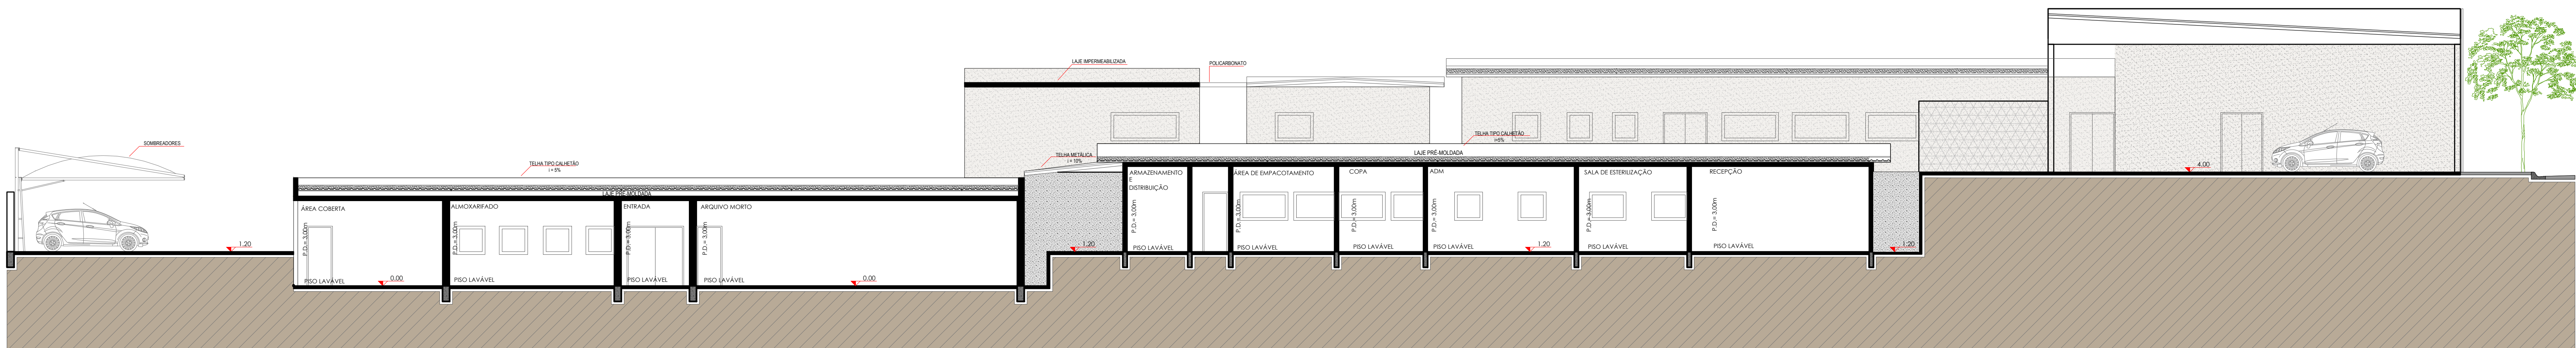 LAJE IMPERMEABILIZADA
POLICARBONATO
SOMBREADORES
TELHA TIPO CALHETÃO
i = 5%
TELHA METÁLICA
i = 10%
TELHA TIPO CALHETÃO
i=5%
LAJE PRÉ-MOLDADA
LAJE PRÉ-MOLDADA
4.00
ÁREA COBERTA
ALMOXARIFADO
ENTRADA
ARQUIVO MORTO
ARMAZENAMENTO
E
DISTRIBUIÇÃO
ÁREA DE EMPACOTAMENTO
COPA
ADM
SALA DE ESTERILIZAÇÃO
RECEPÇÃO
P.D.= 3,00m
P.D.= 3,00m
P.D.= 3,00m
P.D.= 3,00m
P.D.= 3,00m
P.D.= 3,00m
P.D.= 3,00m
P.D.= 3,00m
P.D.= 3,00m
P.D.= 3,00m
1.20
1.20
1.20
1.20
PISO LAVÁVEL
PISO LAVÁVEL
PISO LAVÁVEL
PISO LAVÁVEL
PISO LAVÁVEL
PISO LAVÁVEL
0,00
0,00
PISO LAVÁVEL
PISO LAVÁVEL
PISO LAVÁVEL
PISO LAVÁVEL